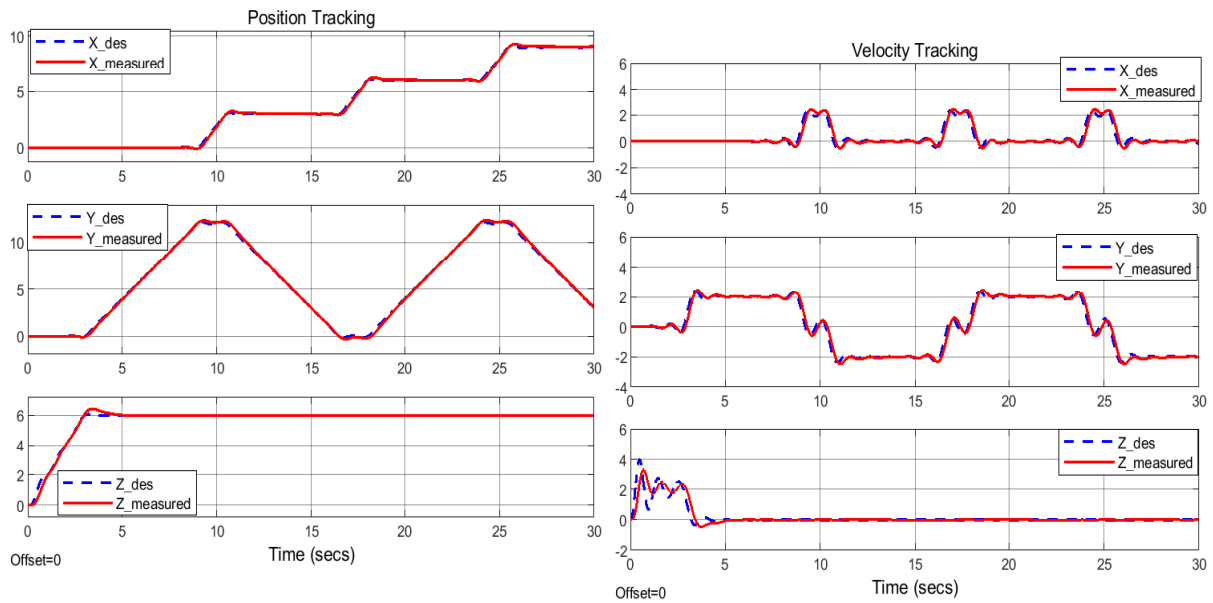 Position Tracking
X_des
X_measured
10
5
0
0 5 10 15 20 25 30
Y_des
Y_measured
10
5
0
0 5 10 15 20 25 30
6
4
2
0
Z_des
Z_measured
0 5 10 15 20 25 30
Offset=0
Time (secs)
Velocity Tracking
X_des
X_measured
6
4
2
0
-2
-4
0 5 10 15 20 25 30
Y_des
Y_measured
6
4
2
0
-2
-4
0 5 10 15 20 25 30
Z_des
Z_measured
6
4
2
0
-2
0 5 10 15 20 25 30
Offset=0
Time (secs)